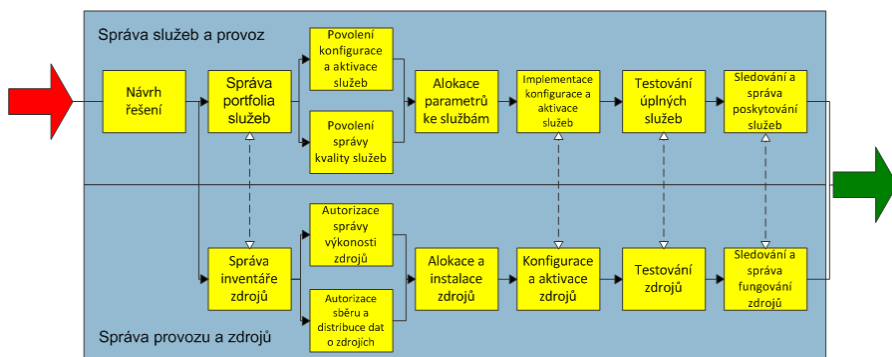 Správa služeb a provoz
Návrh
řešení
Správa
portfolia
služeb
Povolení
konfigurace
a aktivace
služeb
Povolení
správy
kvality služeb
Alokace
parametrů
ke službám
Implementace
konfigurace a
aktivace
služeb
Testování
úplných
služeb
Sledování a
správa
poskytování
služeb
Správa
inventáře
zdrojů
Autorizace
správy
výkonosti
zdrojů
Autorizace
sběru a
distribuce dat
o zdrojích
Alokace a
instalace
zdrojů
Konfigurace
a aktivace
zdrojů
Testování
zdrojů
Sledování a
správa
fungování
zdrojů
Správa provozu a zdrojů